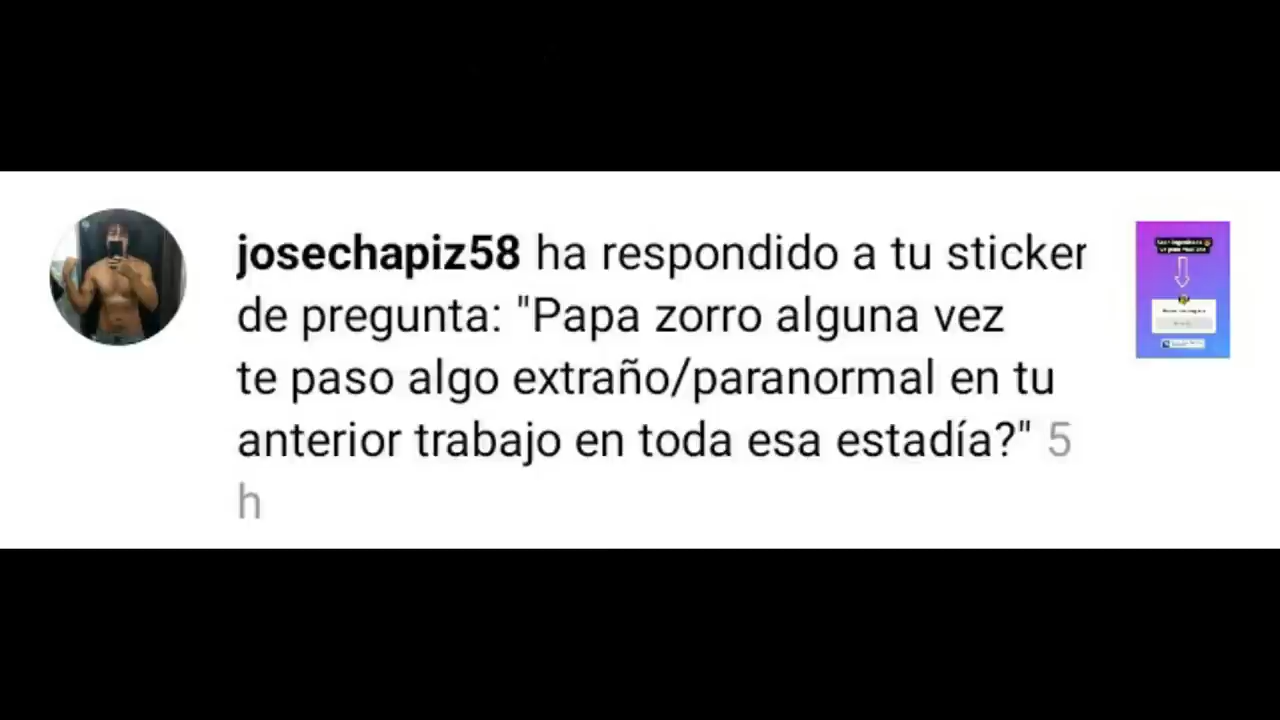 josechapiz58 ha respondido a tu sticker
de pregunta: "Papa zorro alguna vez
te paso algo extraño/paranormal en tu
anterior trabajo en toda esa estadía?" 5
h